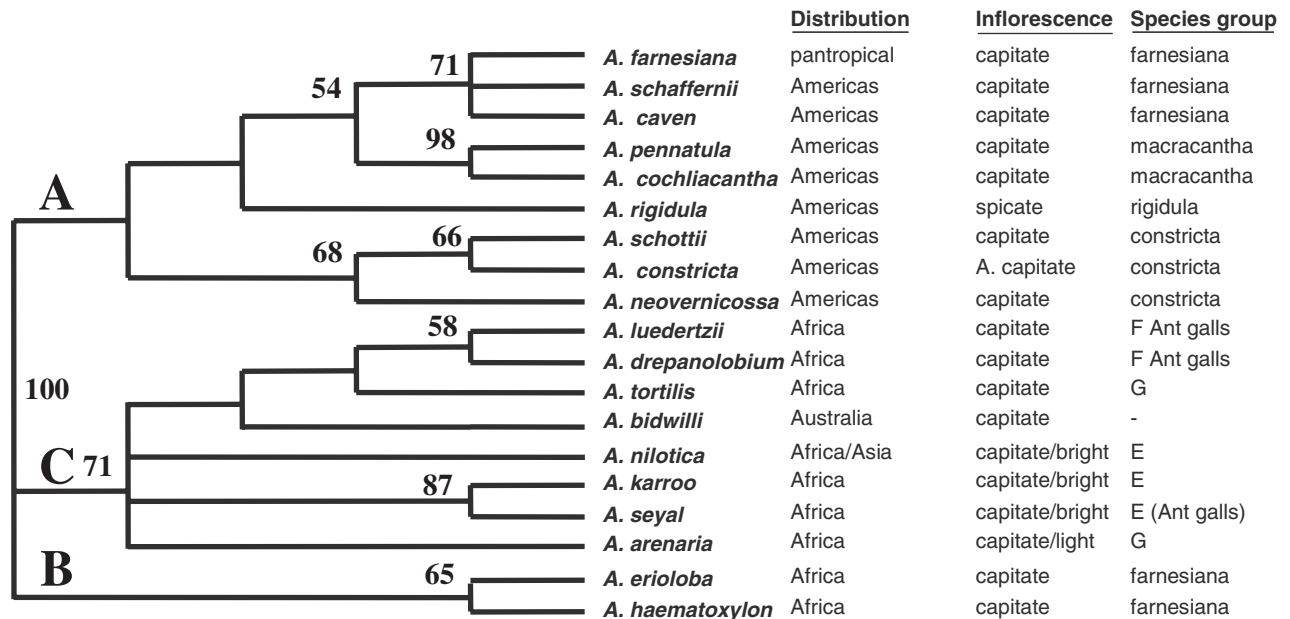 Distribution Inflorescence Species group
71 A. farnesiana pantropical capitate farnesiana
54 A. schaffernii Americas capitate farnesiana
A. caven Americas capitate farnesiana
98 A. pennatula Americas capitate macracantha
A A. cochliacantha Americas capitate macracantha
A. rigidula Americas spicate rigidula
66 A. schottii Americas capitate constricta
68 A. constricta Americas A. capitate constricta
A. neovernicossa Americas capitate constricta
58 A. luedertzii Africa capitate F Ant galls
A. drepanolobium Africa capitate F Ant galls
100 A. tortilis Africa capitate G
A. bidwilli Australia capitate -
C 71 A. nilotica Africa/Asia capitate/bright E
87 A. karroo Africa capitate/bright E
A. seyal Africa capitate/bright E (Ant galls)
A. arenaria Africa capitate/light G
B 65 A. erioloba Africa capitate farnesiana
A. haematoxylon Africa capitate farnesiana